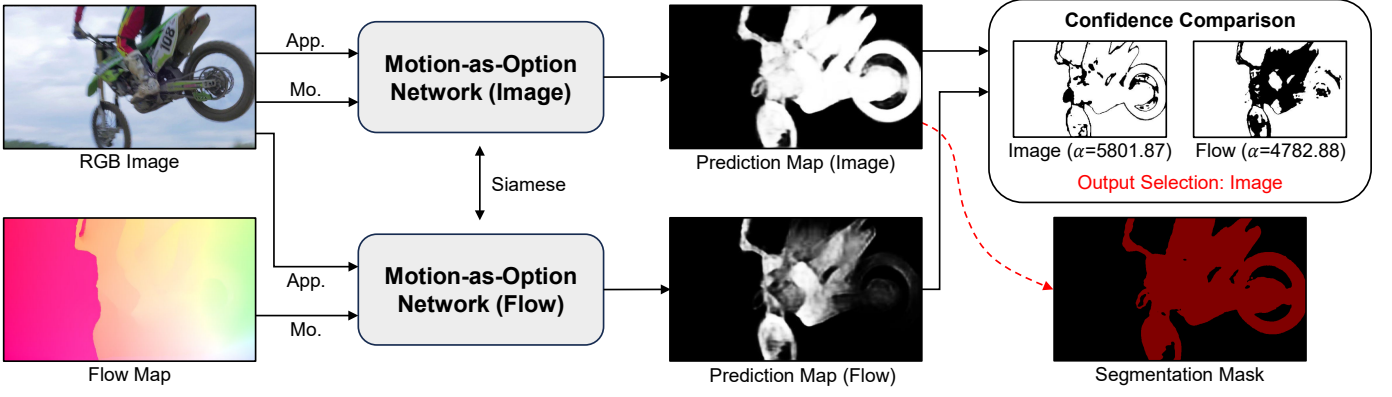 App.
Mo.
108
RGB Image
Motion-as-Option
Network (Image)
Prediction Map (Image)
Confidence Comparison
Image (α=5801.87)
Flow (α=4782.88)
Output Selection: Image
Siamese
App.
Mo.
Flow Map
Motion-as-Option
Network (Flow)
Prediction Map (Flow)
Segmentation Mask